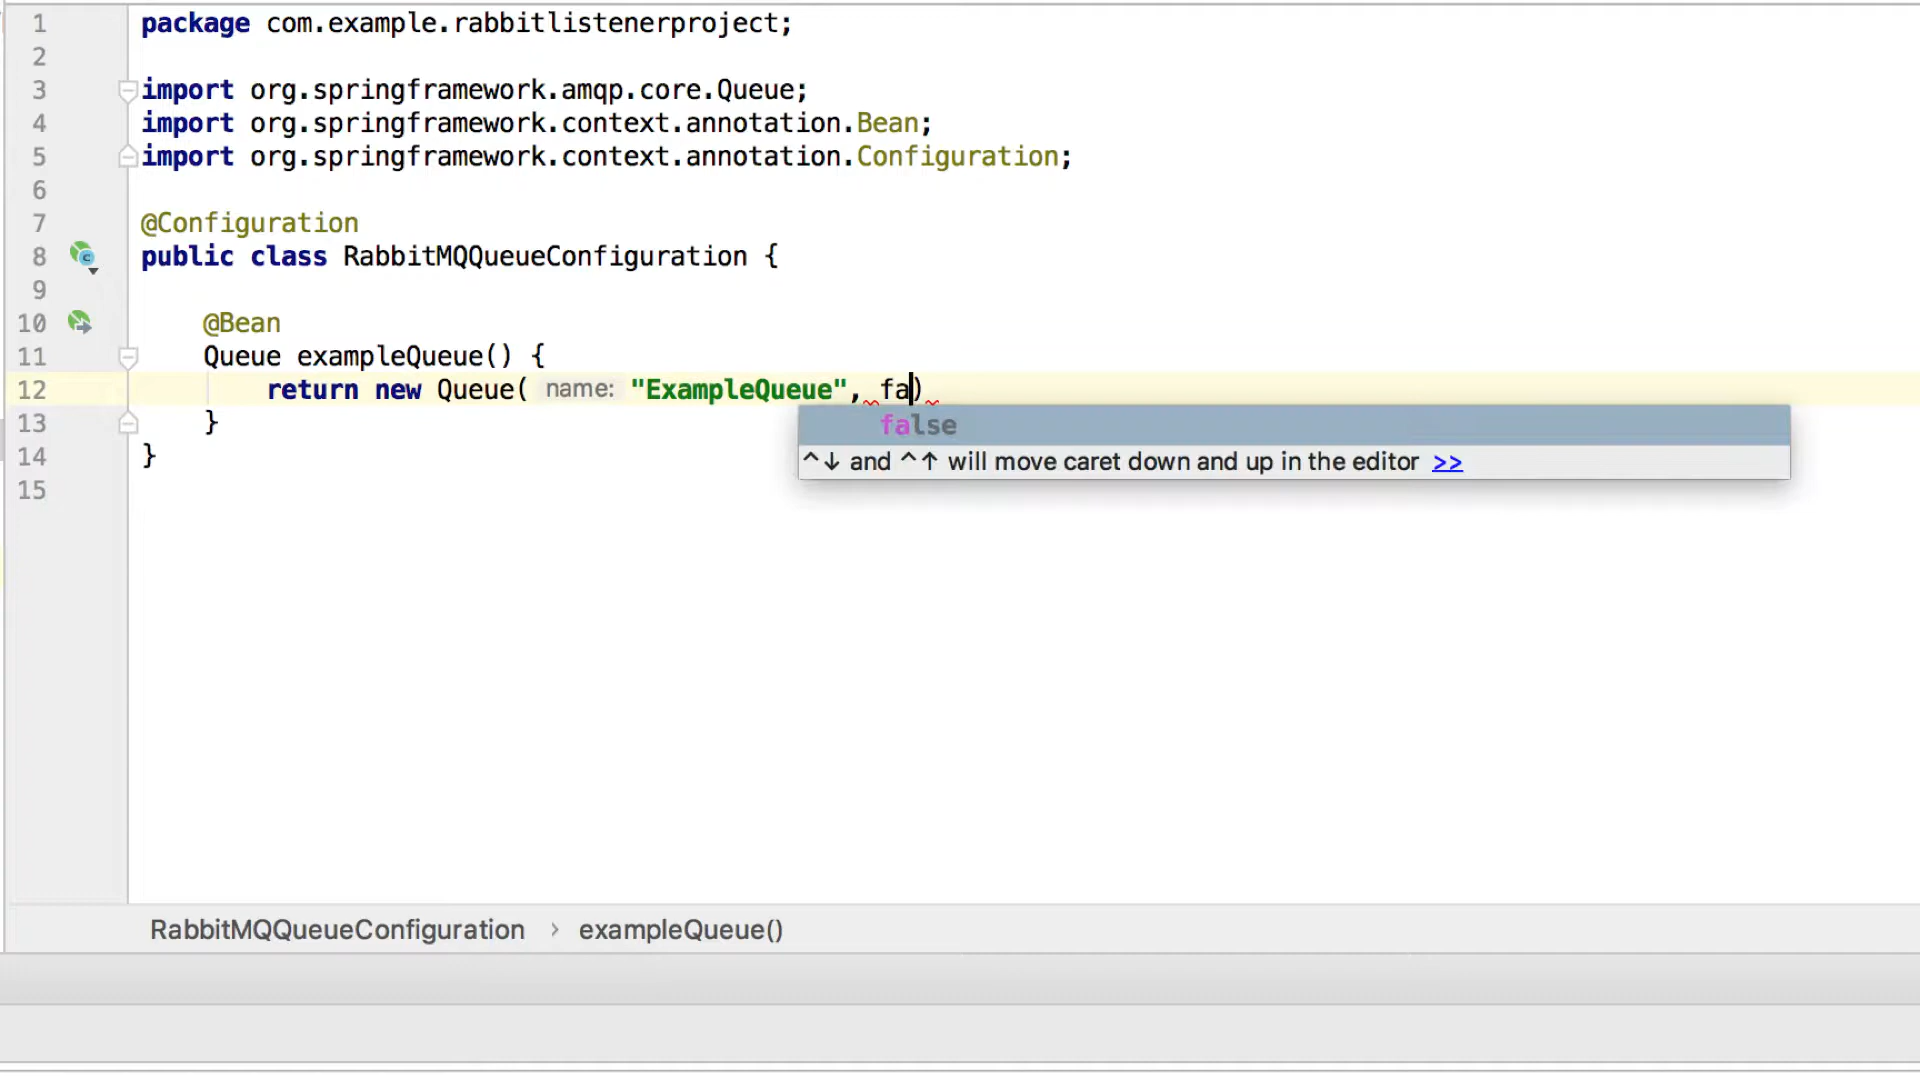 1 package com.example.rabbitlistenerproject;
2
3 import org.springframework.amqp.core.Queue;
4 import org.springframework.context.annotation.Bean;
5 import org.springframework.context.annotation.Configuration;
6
7 @Configuration
8 public class RabbitMQQueueConfiguration {
9
10 @Bean
11 Queue exampleQueue() {
12 return new Queue( name: "ExampleQueue", fa)
false
13 }
^↓ and ^↑ will move caret down and up in the editor >>
14 }
15
RabbitMQQueueConfiguration › exampleQueue()